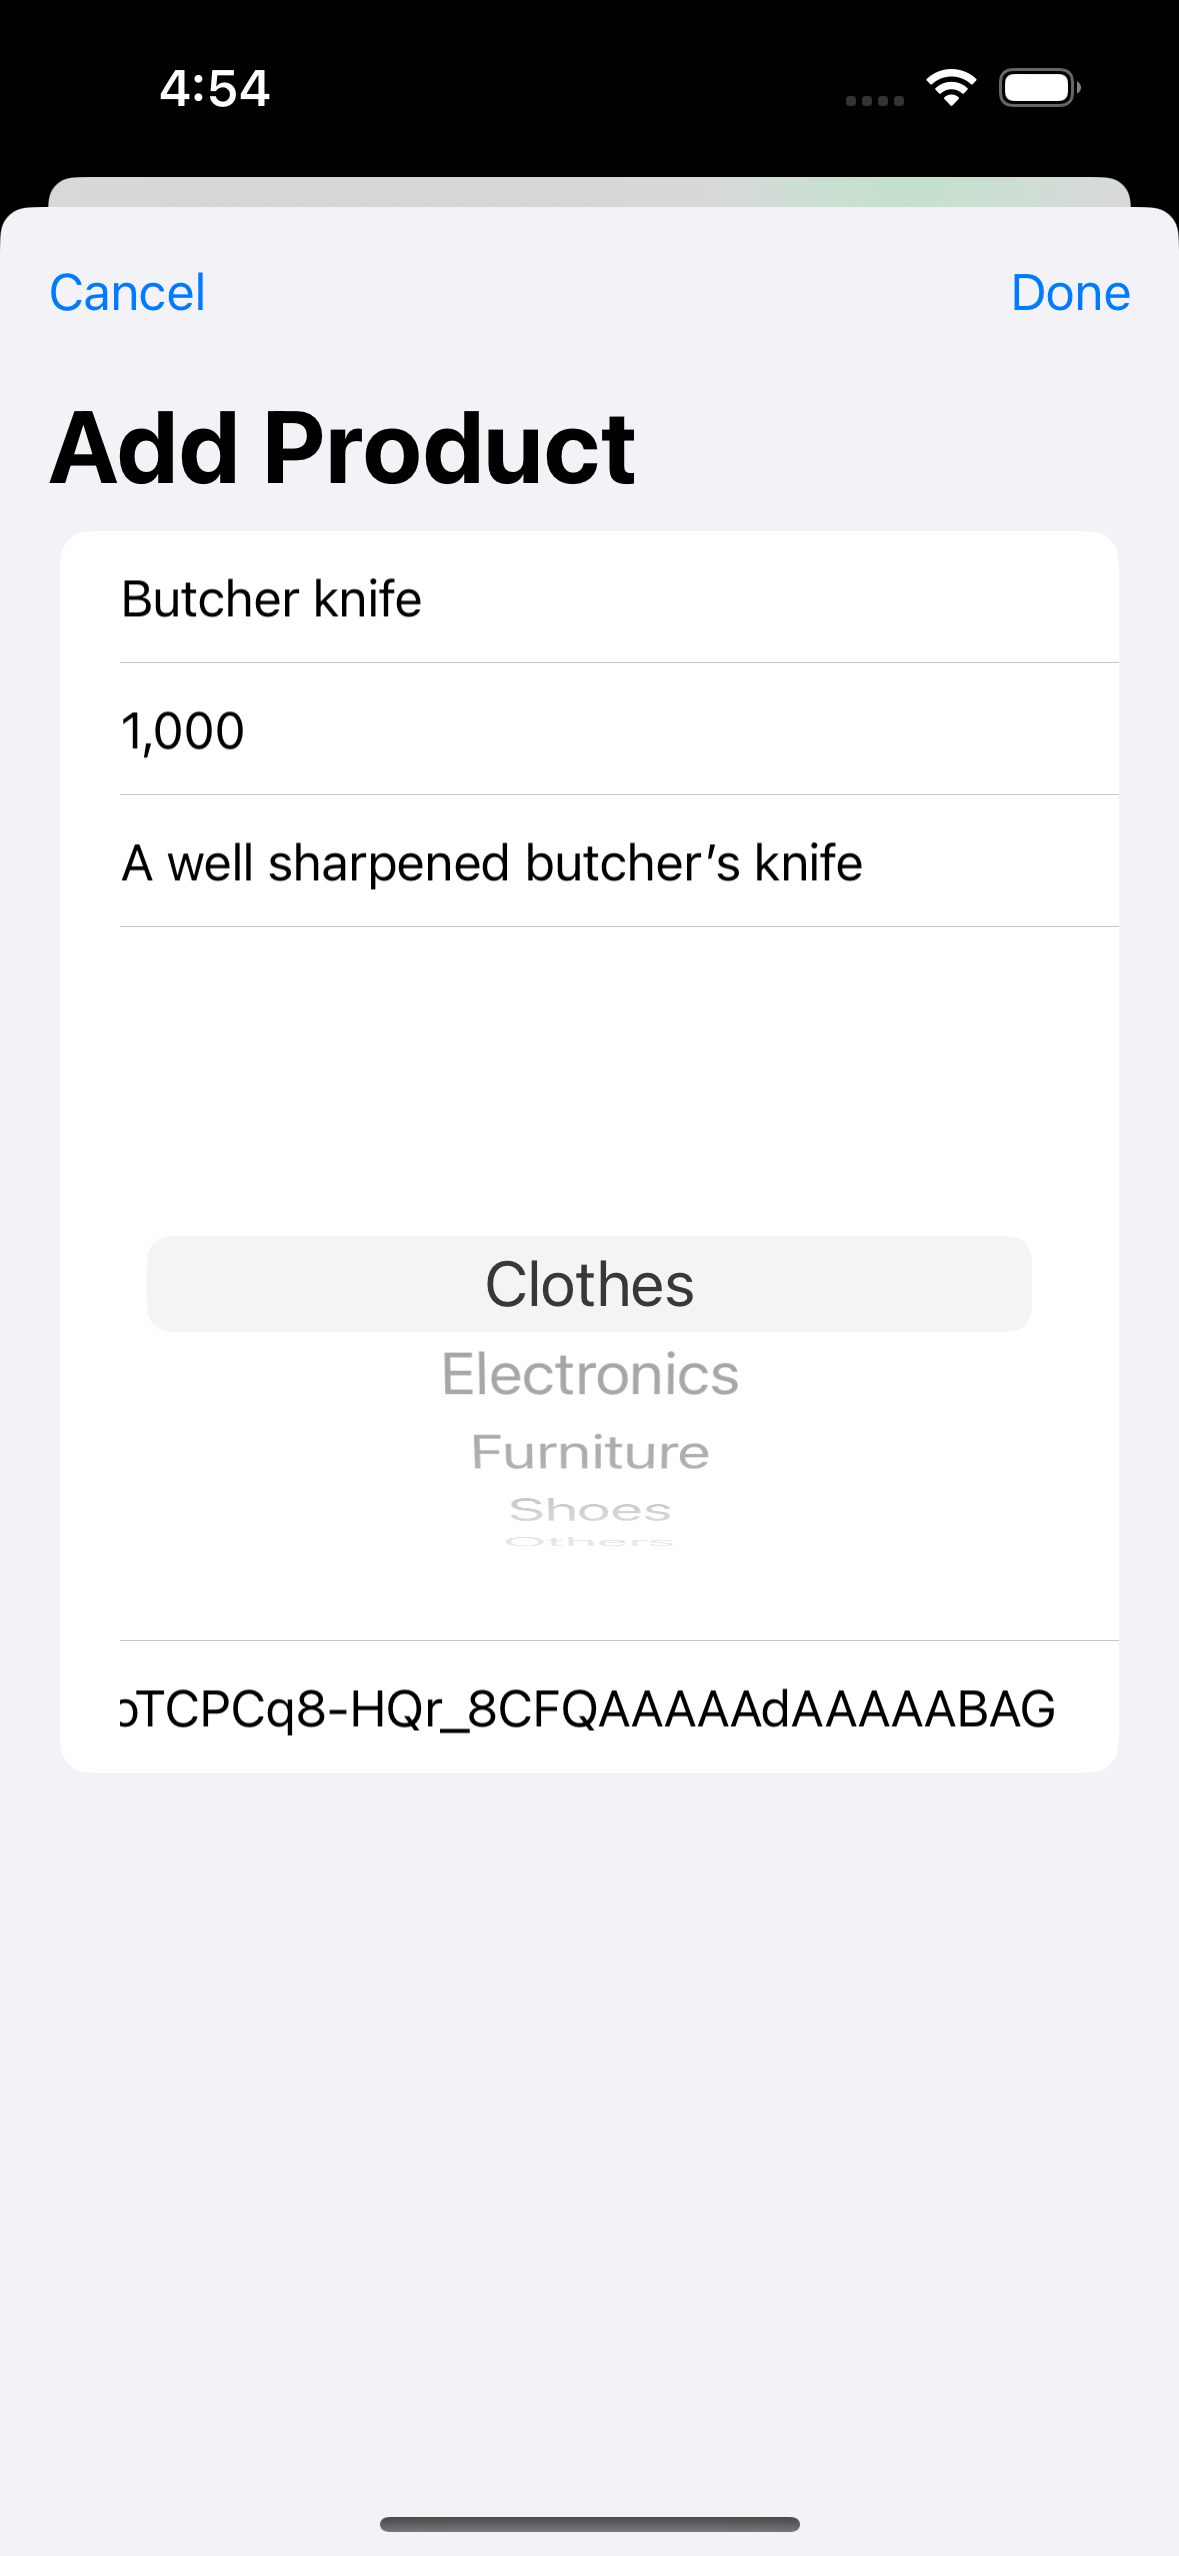 4:54
Cancel
Done
Add Product
Butcher knife
1,000
A well sharpened butcher’s knife
Clothes
Electronics
Furniture
Shoes
Others
oTCPCq8-HQr_8CFQAAAAAdAAAAABAG